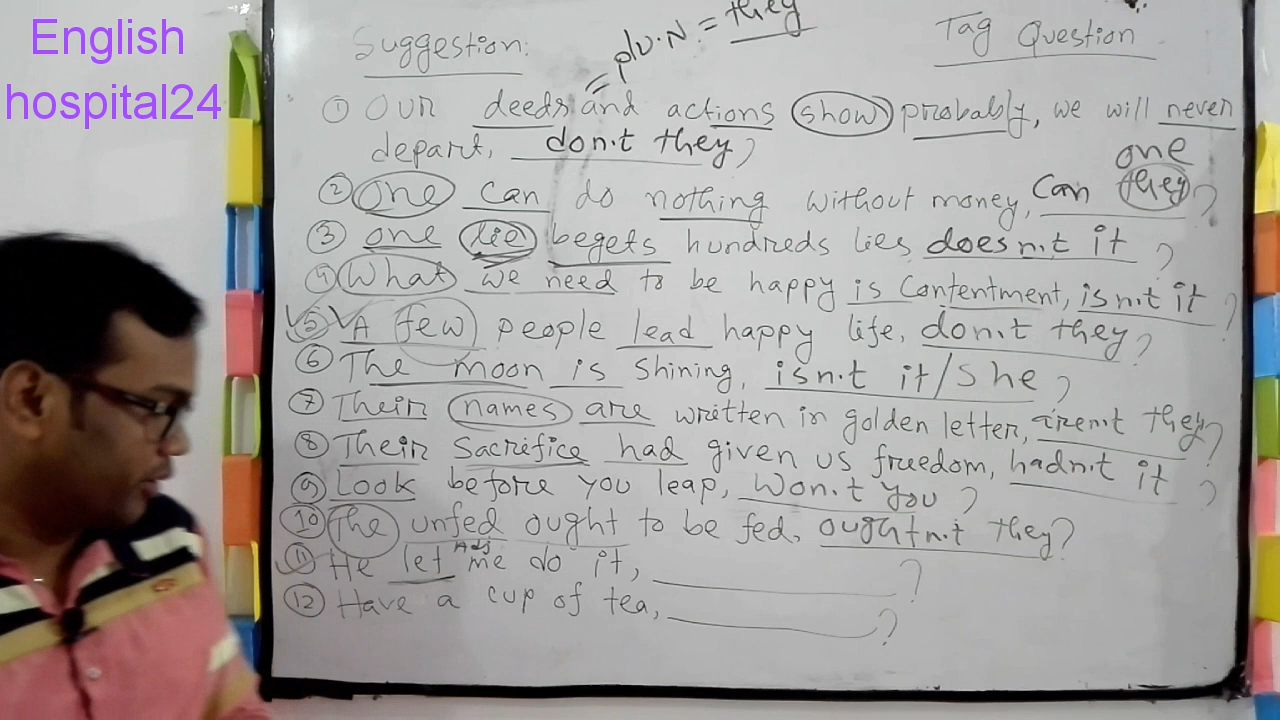 English
hospital24
Suggestion:
plu.N. = they
Tag Question
① Our deeds and actions show probably, we will never
depart, don't they?
one
② One can do nothing without money, can they?
③ one lie begets hundreds lies, doesn't it?
④ What we need to be happy is Contentment, isn't it?
⑤ A few people lead happy life, don't they?
⑥ The moon is shining, isn't it/she?
⑦ Their names are written in golden letter, aren't they?
⑧ Their Sacrifice had given us freedom, hadn't it?
⑨ Look before you leap, won't you?
⑩ The unfed ought to be fed, oughtn't they?
Adj
⑪ He let me do it, ___?
⑫ Have a cup of tea, ___?